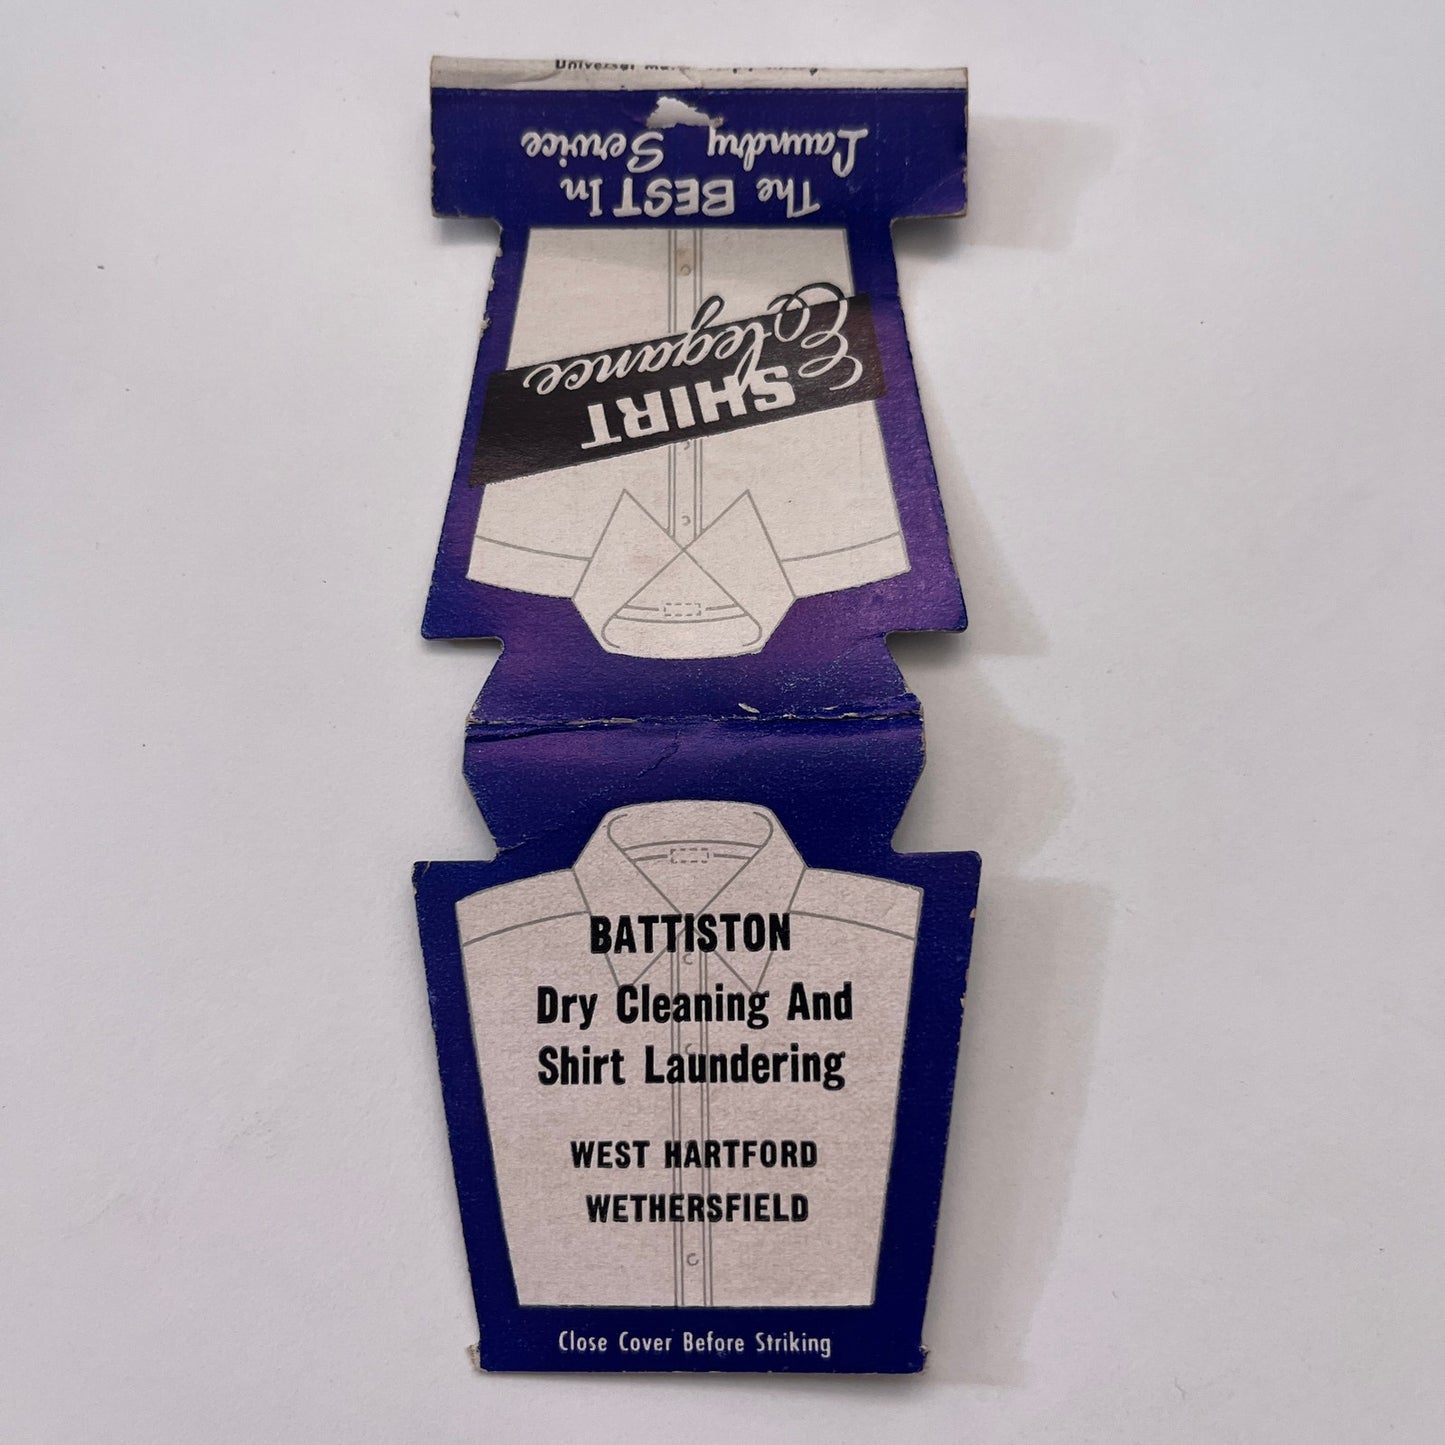 Universal
The BEST In
Laundry Service
SHIRT
Elegance
BATTISTON
Dry Cleaning And
Shirt Laundering
WEST HARTFORD
WETHERSFIELD
Close Cover Before Striking